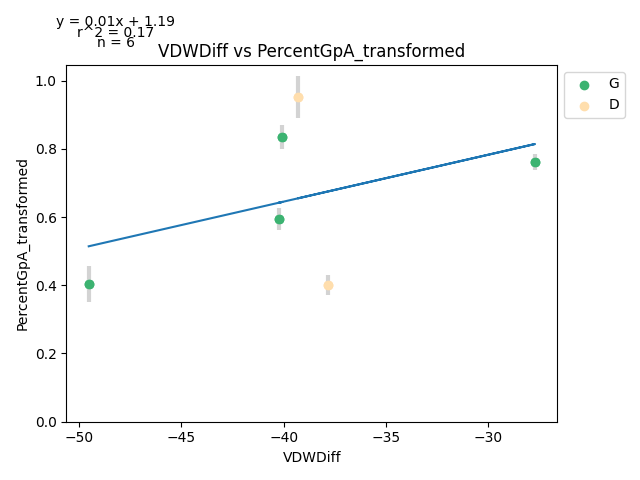 y = 0.01x + 1.19
r^2 = 0.17
n = 6
VDWDiff vs PercentGpA_transformed
G
D
1.0
0.8
0.6
0.4
0.2
0.0
PercentGpA_transformed
−50
−45
−40
−35
−30
VDWDiff